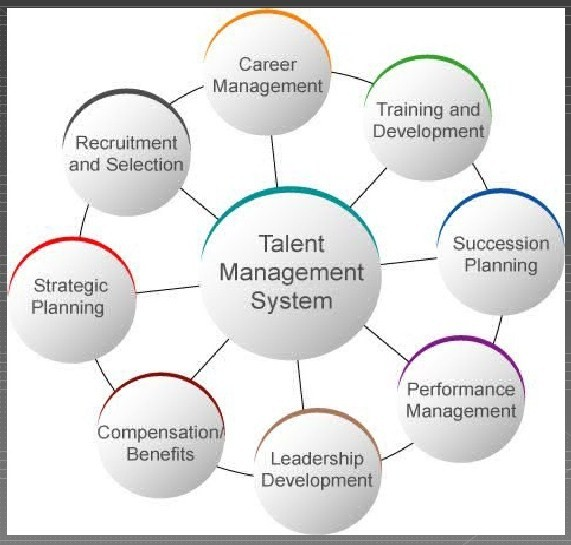 Career
Management
Training and
Development
Recruitment
and Selection
Talent
Management
System
Succession
Planning
Strategic
Planning
Performance
Management
Compensation/
Benefits
Leadership
Development